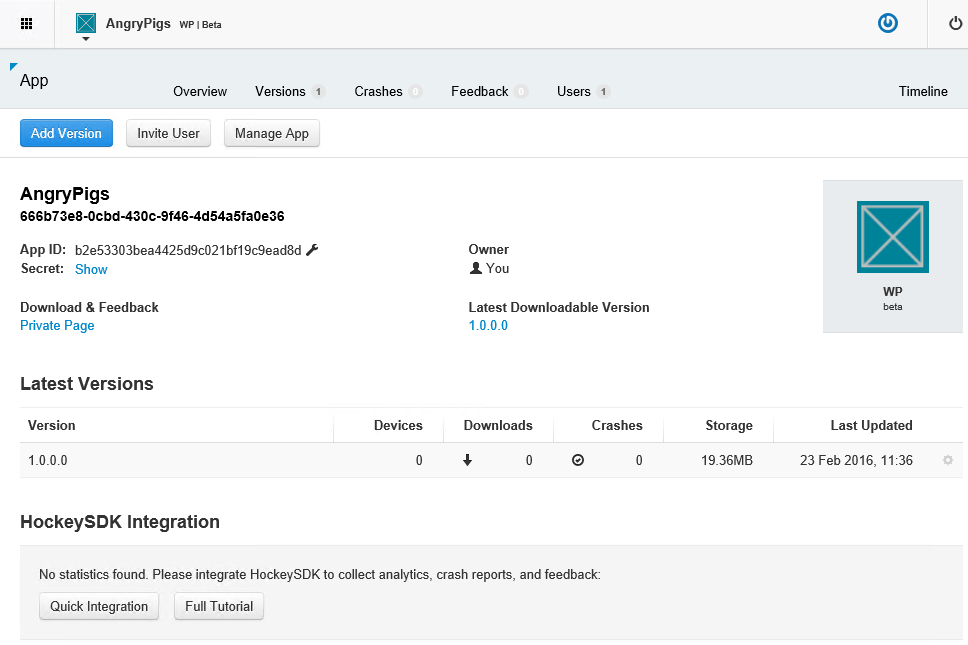 AngryPigs WP | Beta
App
Overview Versions 1 Crashes 0 Feedback 0 Users 1 Timeline
Add Version Invite User Manage App
AngryPigs
666b73e8-0cbd-430c-9f46-4d54a5fa0e36
App ID: b2e53303bea4425d9c021bf19c9ead8d
Secret: Show
Owner
You
Download & Feedback
Private Page
Latest Downloadable Version
1.0.0.0
WP
beta
Latest Versions
Version Devices Downloads Crashes Storage Last Updated
1.0.0.0 0 0 0 19.36MB 23 Feb 2016, 11:36
HockeySDK Integration
No statistics found. Please integrate HockeySDK to collect analytics, crash reports, and feedback:
Quick Integration Full Tutorial